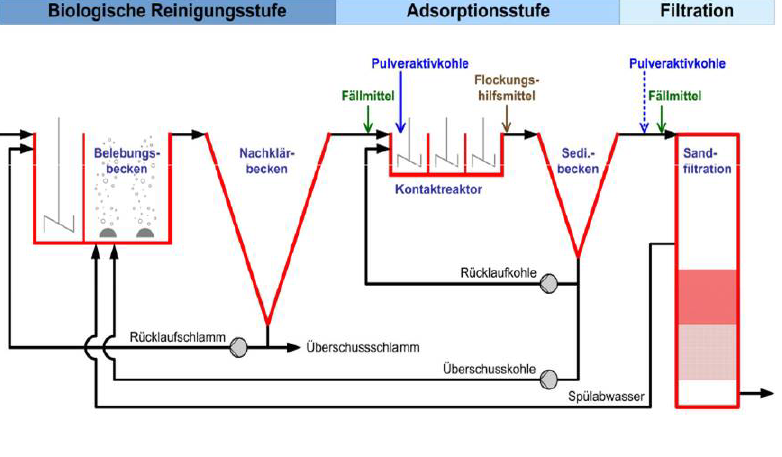 Biologische Reinigungsstufe
Adsorptionsstufe
Filtration
Pulveraktivkohle
Pulveraktivkohle
Flockungs-
hilfsmittel
Fällmittel
Fällmittel
Belebungs-
becken
Nachklär-
becken
Sedi.-
becken
Sand-
filtration
Kontaktreaktor
Rücklaufkohle
Rücklaufschlamm
Überschussschlamm
Überschusskohle
Spülabwasser